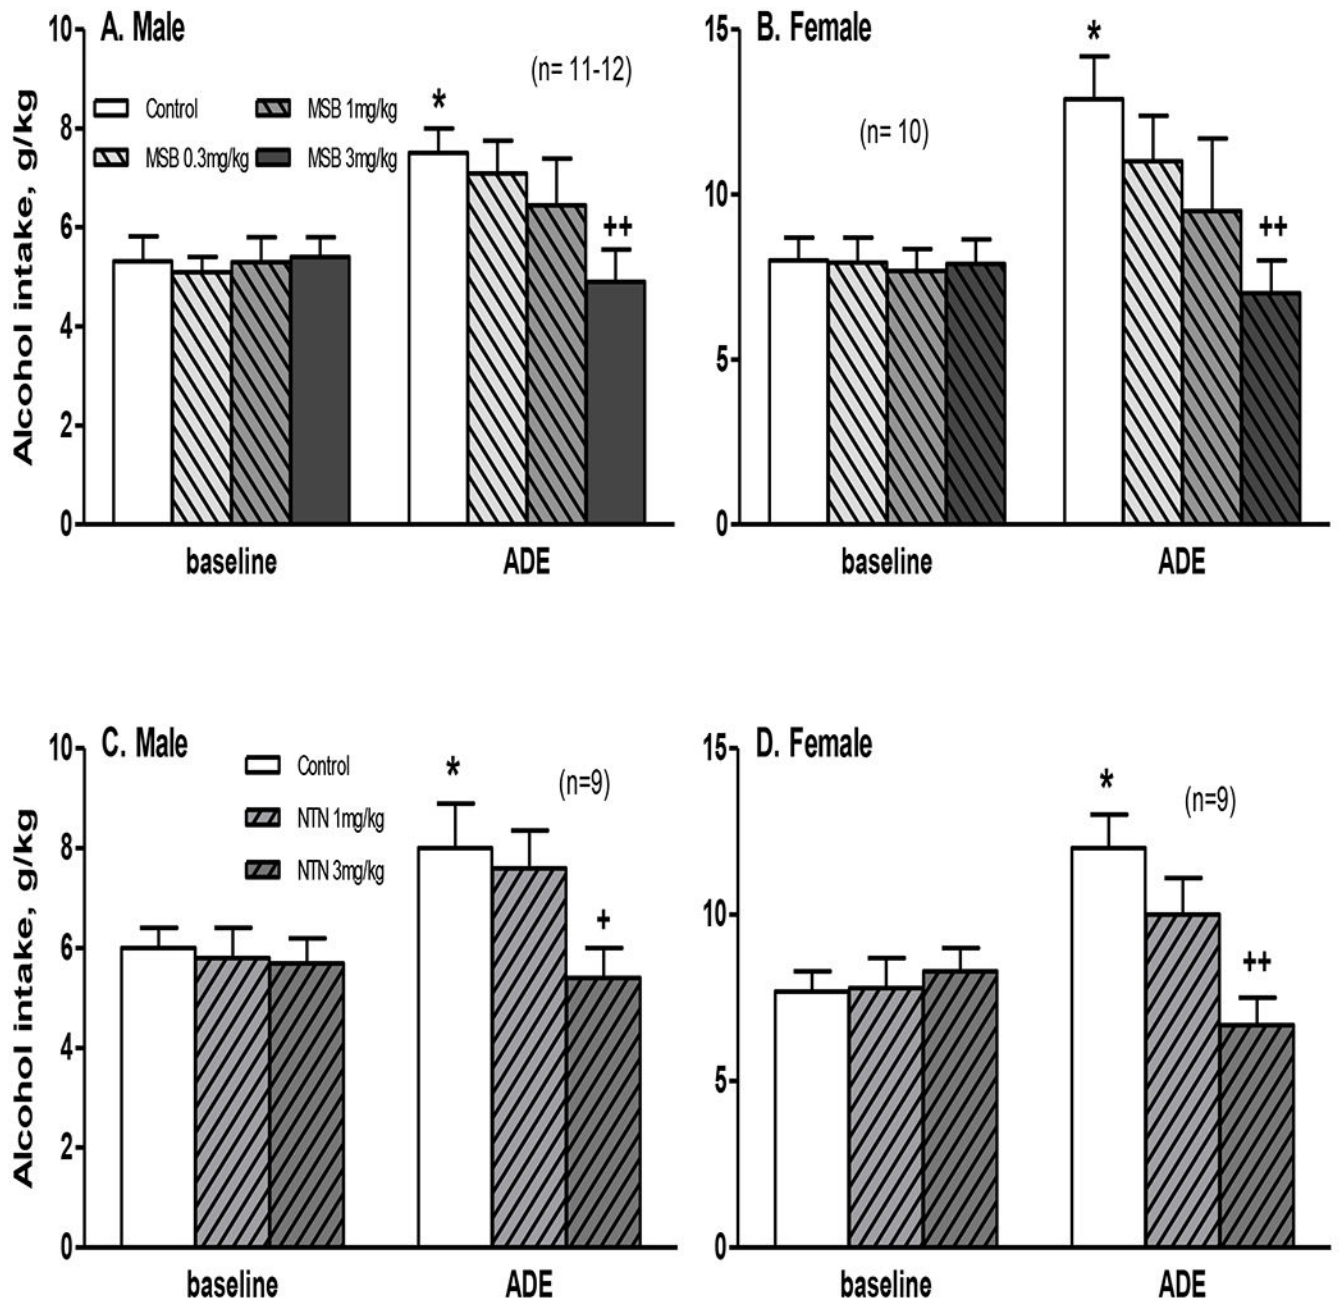 A. Male
(n= 11-12)
Control
MSB 1mg/kg
MSB 0.3mg/kg
MSB 3mg/kg
Alcohol intake, g/kg
10
8
6
4
2
0
*
++
baseline
ADE
B. Female
(n= 10)
15
10
5
0
*
++
baseline
ADE
C. Male
(n=9)
Control
NTN 1mg/kg
NTN 3mg/kg
Alcohol intake, g/kg
10
8
6
4
2
0
*
+
baseline
ADE
D. Female
(n=9)
15
10
5
0
*
++
baseline
ADE